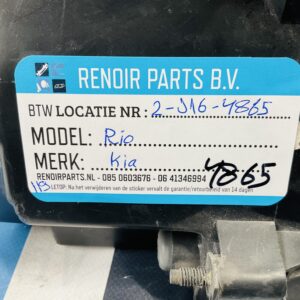 RENOIR PARTS B.V.
BTW LOCATIE NR : 2-J16-4865
MODEL: Rio
MERK: Kia
4865
RENOIRPARTS.NL - 085 0603676 - 06 41346994
LET OP: Na het verwijderen van de sticker vervalt de garantie/retourbeleid van 14 dagen